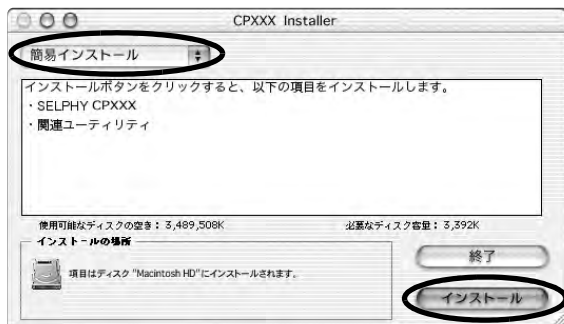 CPXXX Installer
簡易インストール
インストールボタンをクリックすると、以下の項目をインストールします。
・SELPHY CPXXX
・関連ユーティリティ
使用可能なディスクの空き: 3,489,508K 必要なディスク容量: 3,392K
インストールの場所
項目はディスク "Macintosh HD"にインストールされます。
終了
インストール